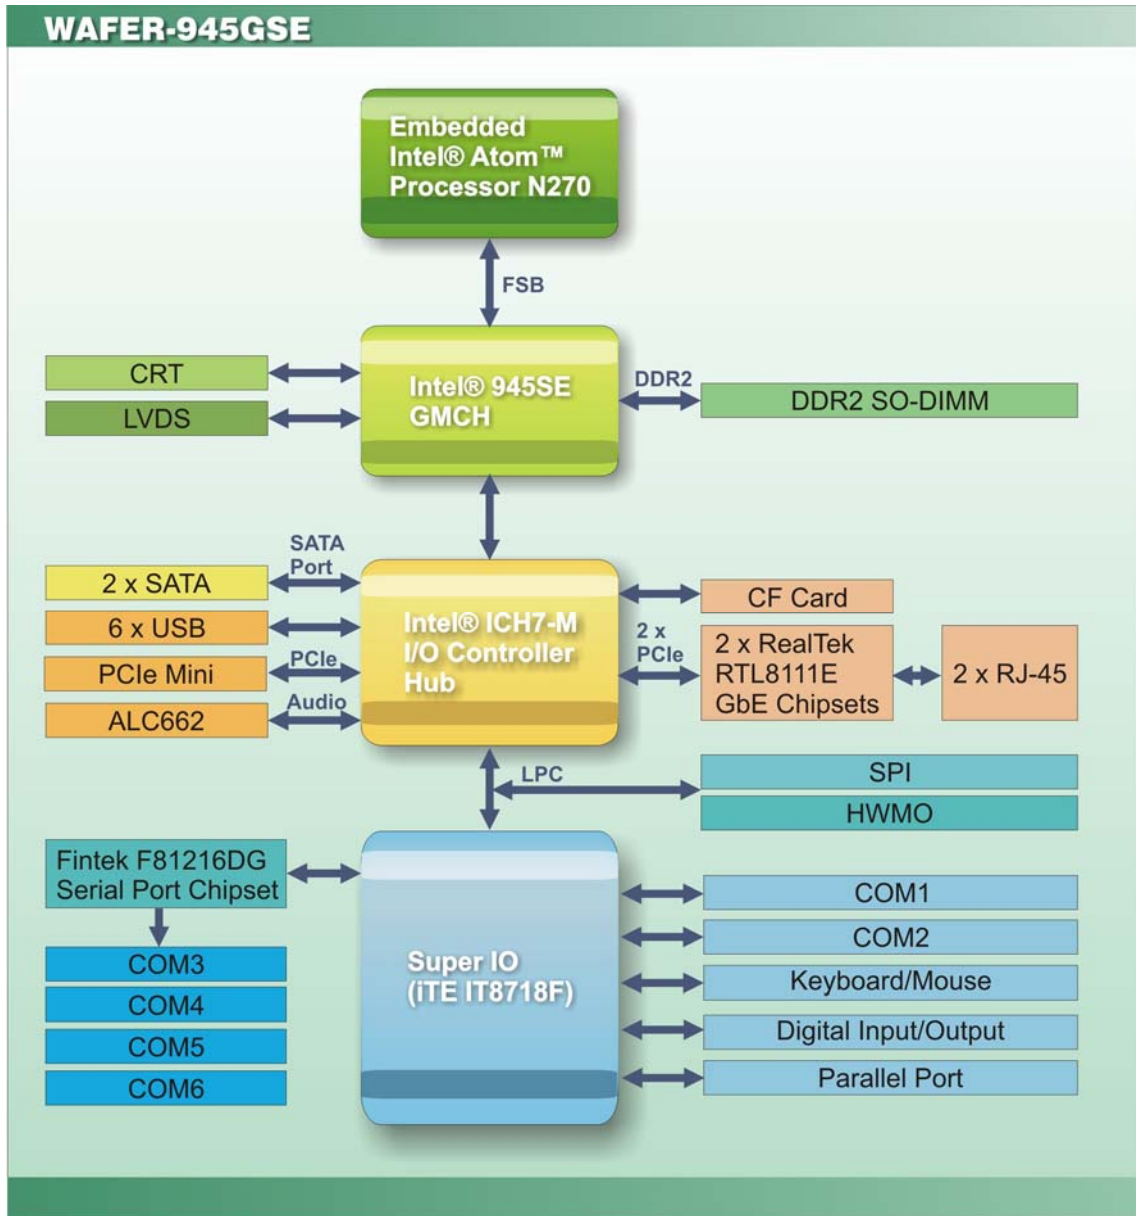 WAFER-945GSE
Embedded
Intel® Atom™
Processor N270
FSB
CRT
LVDS
Intel® 945SE
GMCH
DDR2
DDR2 SO-DIMM
SATA
Port
2 x SATA
6 x USB
PCIe Mini
PCIe
ALC662
Audio
Intel® ICH7-M
I/O Controller
Hub
CF Card
2 x
PCIe
2 x RealTek
RTL8111E
GbE Chipsets
2 x RJ-45
LPC
SPI
HWMO
Fintek F81216DG
Serial Port Chipset
COM3
COM4
COM5
COM6
Super IO
(iTE IT8718F)
COM1
COM2
Keyboard/Mouse
Digital Input/Output
Parallel Port